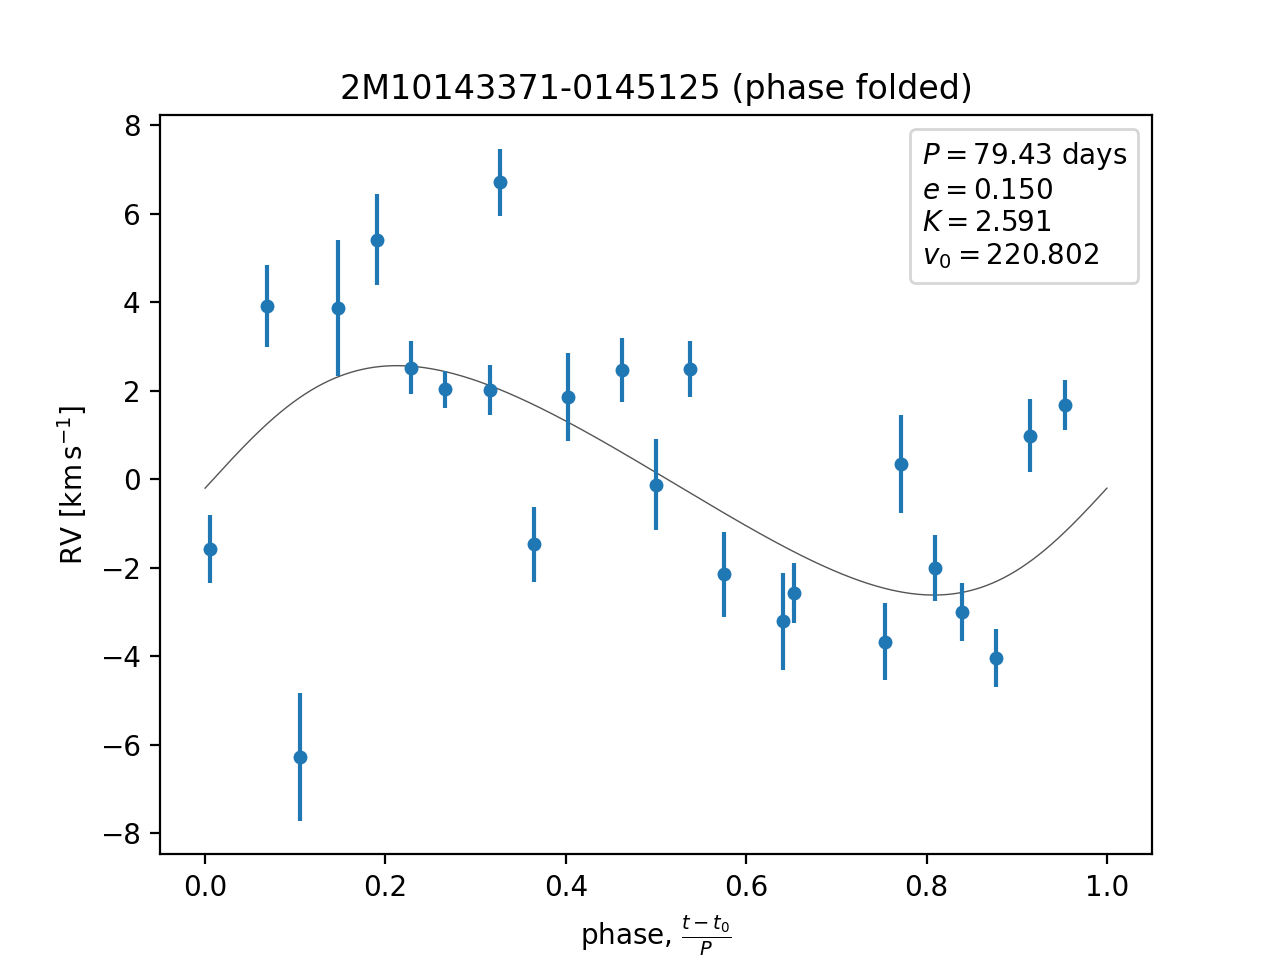 2M10143371-0145125 (phase folded)
P = 79.43 days
e = 0.150
K = 2.591
v₀ = 220.802
8
6
4
2
0
−2
−4
−6
−8
RV [km s⁻¹]
0.0 0.2 0.4 0.6 0.8 1.0
phase, (t − t₀)/P